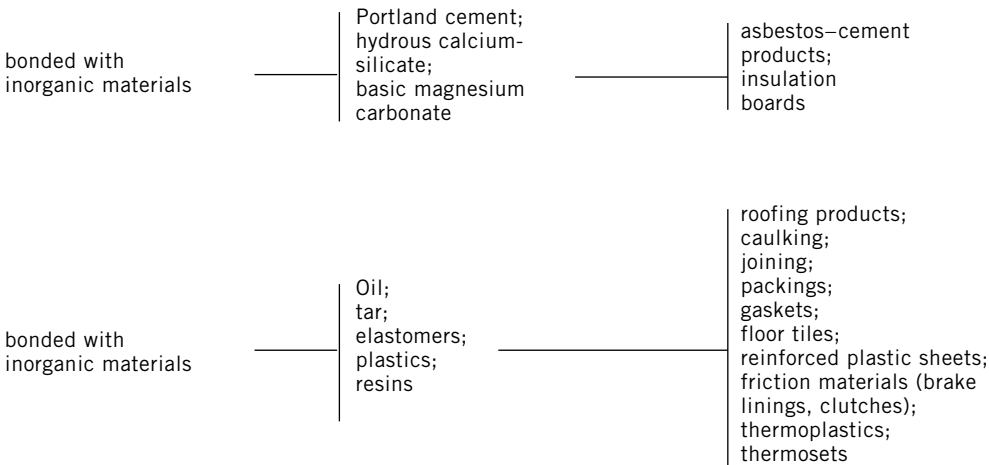 bonded with
inorganic materials
Portland cement;
hydrous calcium-
silicate;
basic magnesium
carbonate
asbestos–cement
products;
insulation
boards
bonded with
inorganic materials
Oil;
tar;
elastomers;
plastics;
resins
roofing products;
caulking;
joining;
packings;
gaskets;
floor tiles;
reinforced plastic sheets;
friction materials (brake
linings, clutches);
thermoplastics;
thermosets